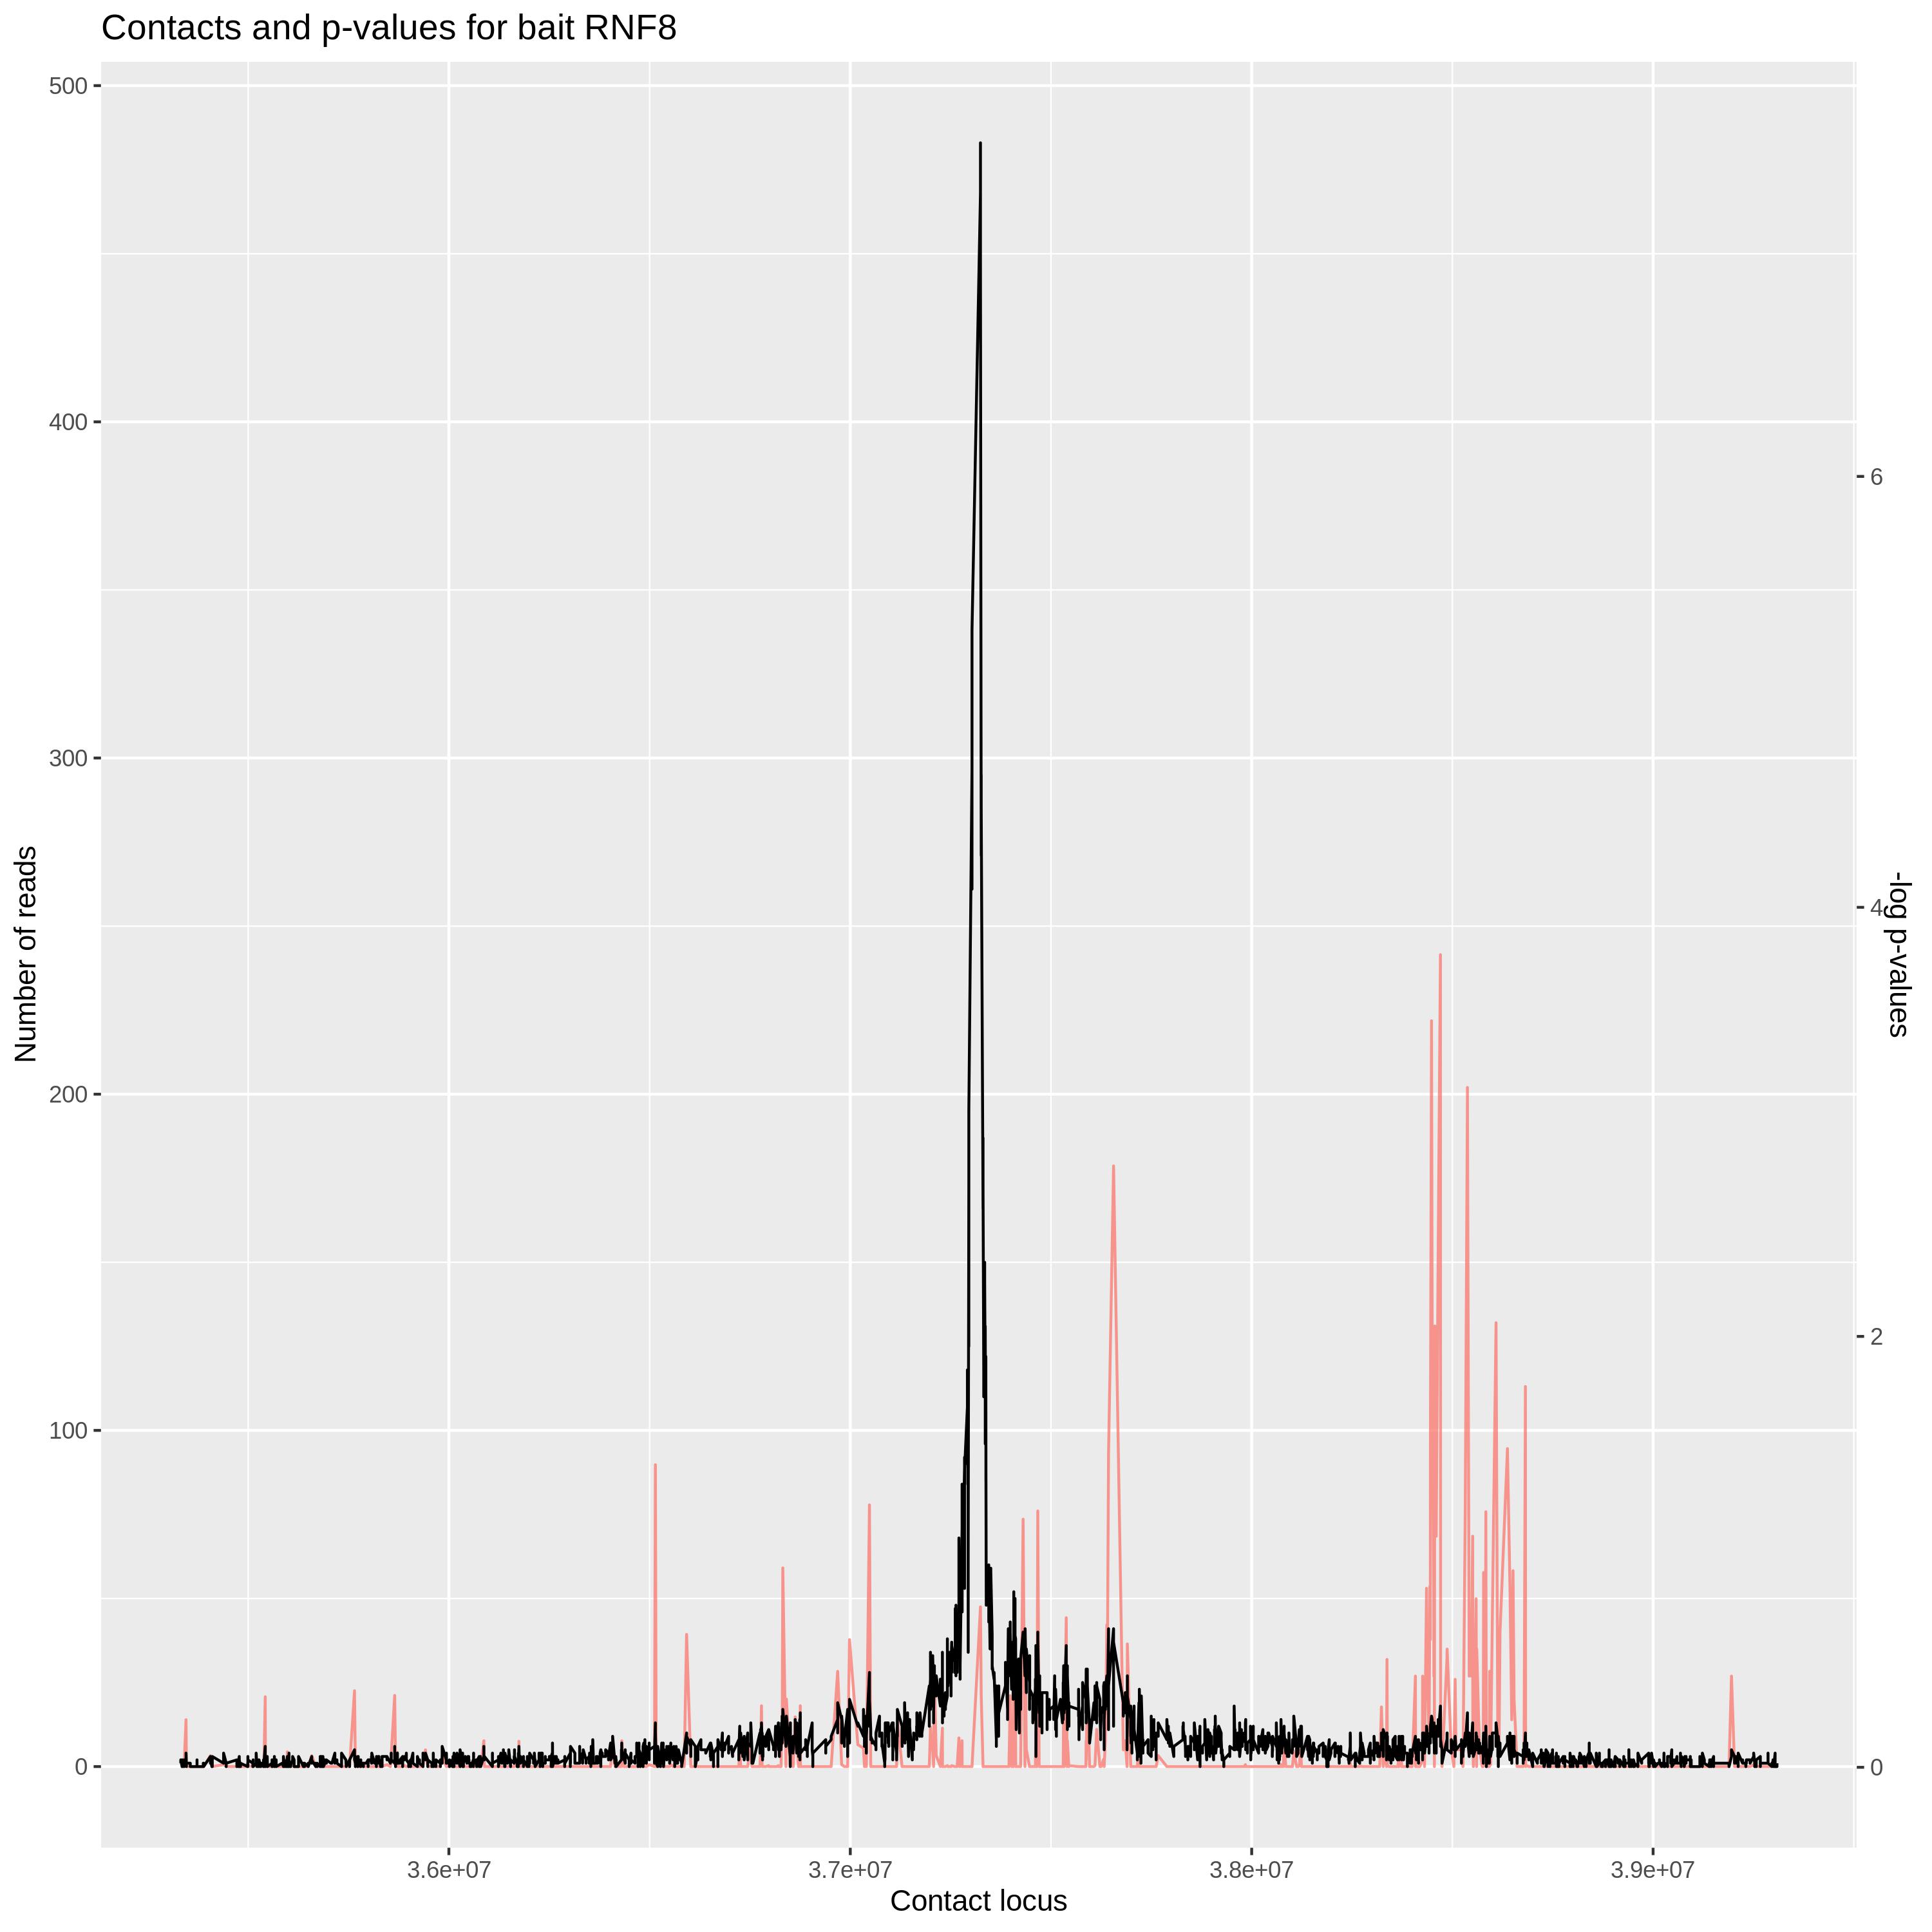 Contacts and p-values for bait RNF8
500
400
300
200
100
0
Number of reads
6
4
2
0
-log p-values
3.6e+07
3.7e+07
3.8e+07
3.9e+07
Contact locus